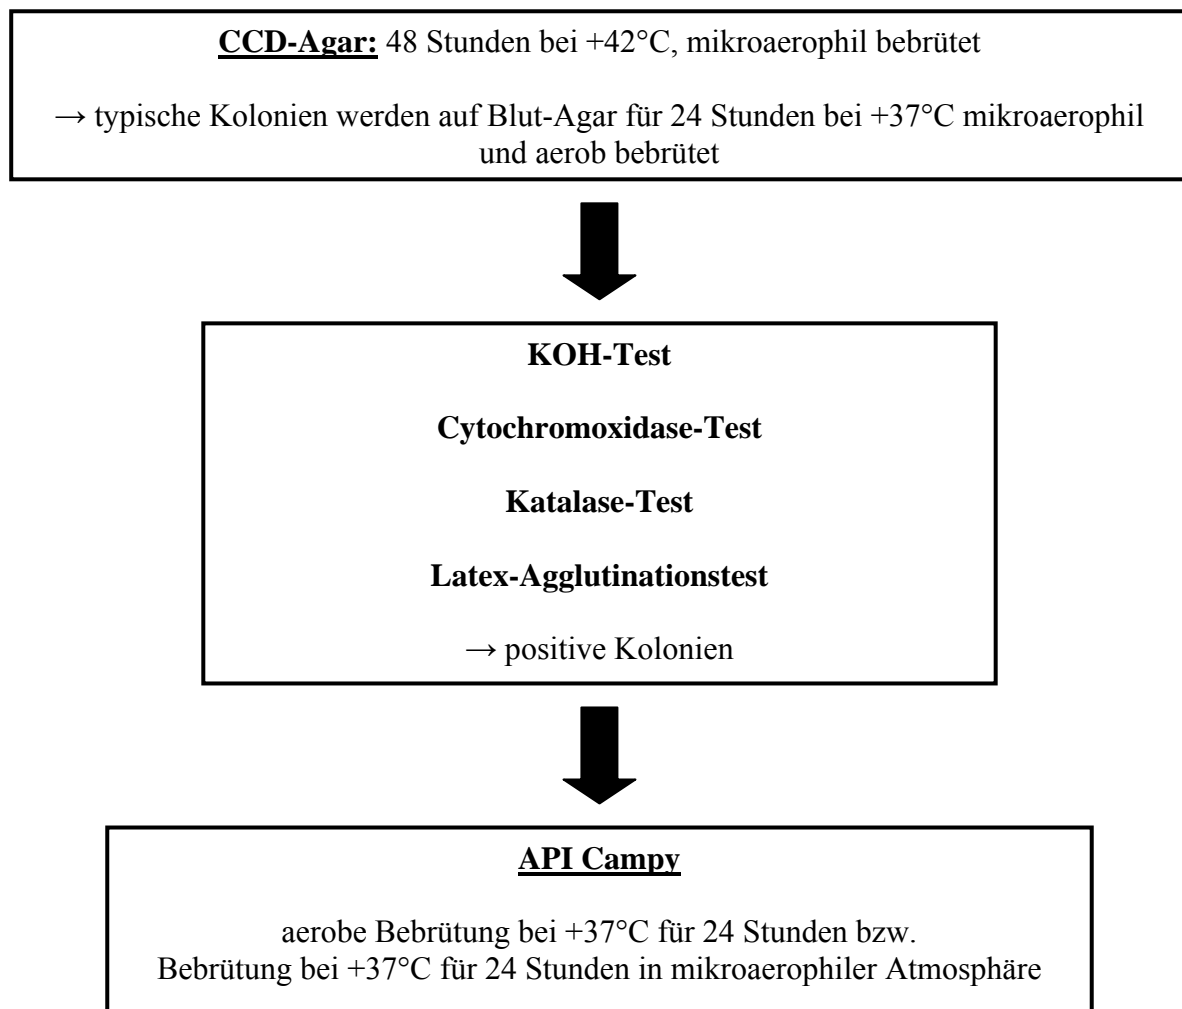 CCD-Agar: 48 Stunden bei +42°C, mikroaerophil bebrütet
→ typische Kolonien werden auf Blut-Agar für 24 Stunden bei +37°C mikroaerophil
und aerob bebrütet
KOH-Test
Cytochromoxidase-Test
Katalase-Test
Latex-Agglutinationstest
→ positive Kolonien
API Campy
aerobe Bebrütung bei +37°C für 24 Stunden bzw.
Bebrütung bei +37°C für 24 Stunden in mikroaerophiler Atmosphäre